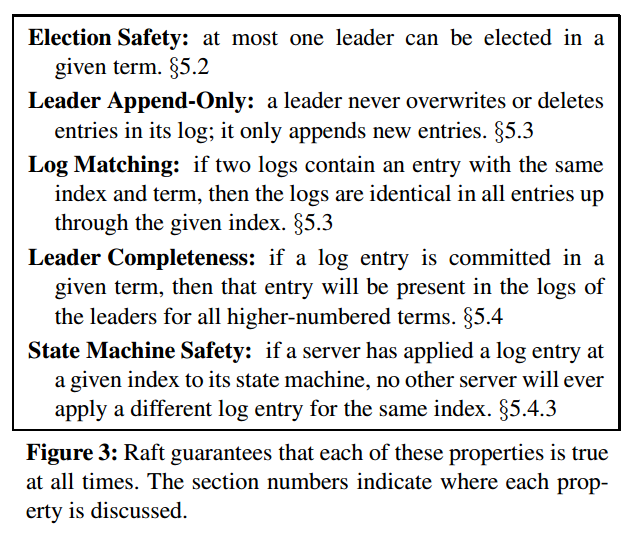 Election Safety: at most one leader can be elected in a
given term. §5.2
Leader Append-Only: a leader never overwrites or deletes
entries in its log; it only appends new entries. §5.3
Log Matching: if two logs contain an entry with the same
index and term, then the logs are identical in all entries up
through the given index. §5.3
Leader Completeness: if a log entry is committed in a
given term, then that entry will be present in the logs of
the leaders for all higher-numbered terms. §5.4
State Machine Safety: if a server has applied a log entry at
a given index to its state machine, no other server will ever
apply a different log entry for the same index. §5.4.3
Figure 3: Raft guarantees that each of these properties is true
at all times. The section numbers indicate where each prop-
erty is discussed.